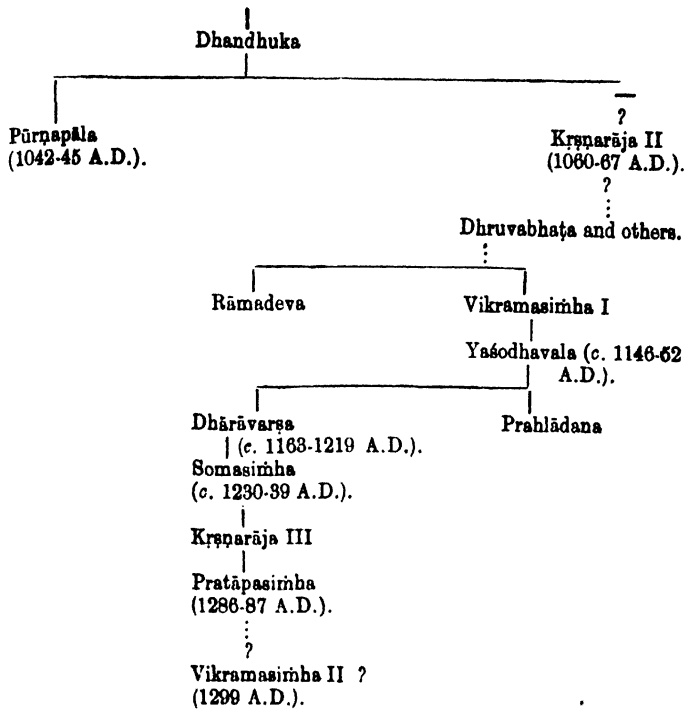 Dhandhuka
?
Pūrṇapāla
(1042-45 A.D.).
Kṛṣṇarāja II
(1060-67 A.D.).
?
Dhruvabhaṭa and others.
Rāmadeva
Vikramasiṁha I
Yaśodhavala (c. 1146-52
A.D.).
Dhārāvarṣa
(c. 1163-1219 A.D.).
Prahlādana
Somasiṁha
(c. 1230-39 A.D.).
Kṛṣṇarāja III
Pratāpasiṁha
(1286-87 A.D.).
?
Vikramasiṁha II ?
(1299 A.D.).